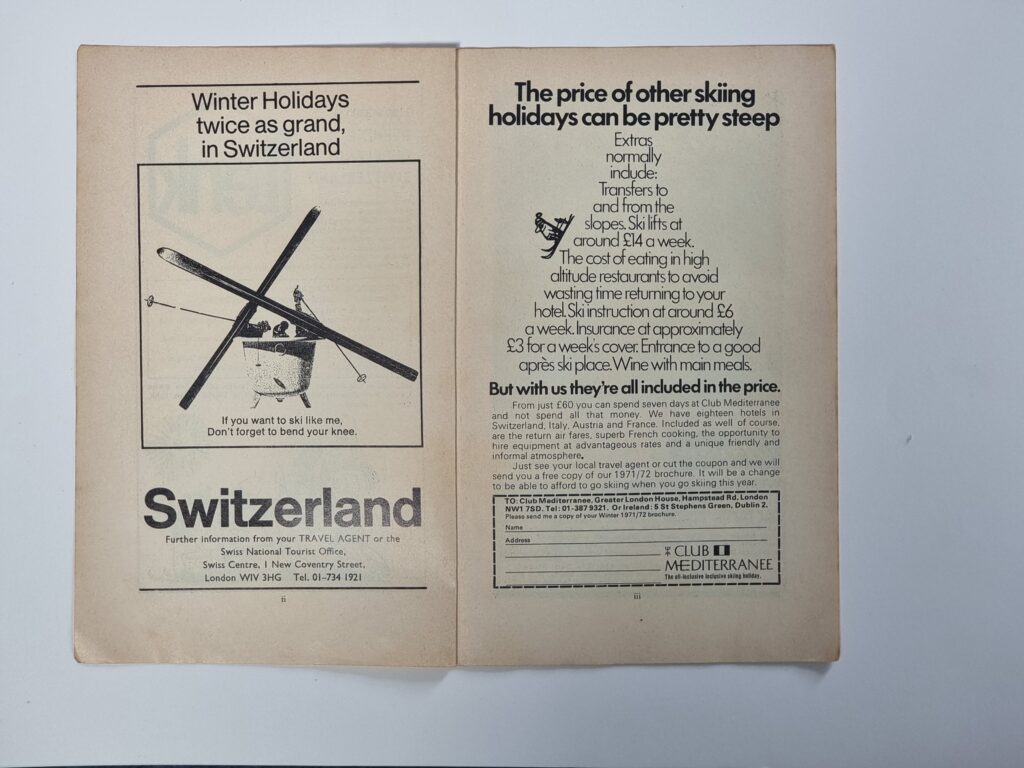 Winter Holidays
twice as grand,
in Switzerland
If you want to ski like me,
Don't forget to bend your knee.
Switzerland
Further information from your TRAVEL AGENT or the
Swiss National Tourist Office,
Swiss Centre, 1 New Coventry Street,
London W1V 3HG Tel. 01-734 1921
ii
The price of other skiing
holidays can be pretty steep
Extras
normally
include:
Transfers to
and from the
slopes. Ski lifts at
around £14 a week.
The cost of eating in high
altitude restaurants to avoid
wasting time returning to your
hotel. Ski instruction at around £6
a week. Insurance at approximately
£3 for a week's cover. Entrance to a good
après ski place. Wine with main meals.
But with us they're all included in the price.
From just £60 you can spend seven days at Club Mediterranee
and not spend all that money. We have eighteen hotels in
Switzerland, Italy, Austria and France. Included as well of course,
are the return air fares, superb French cooking, the opportunity to
hire equipment at advantageous rates and a unique friendly and
informal atmosphere.
Just see your local travel agent or cut the coupon and we will
send you a free copy of our 1971/72 brochure. It will be a change
to be able to afford to go skiing when you go skiing this year.
TO: Club Mediterranee, Greater London House, Hampstead Rd, London
NW1 7SD. Tel: 01-387 9321. Or Ireland: 5 St Stephens Green, Dublin 2.
Please send me a copy of your Winter 1971/72 brochure.
Name
Address
CLUB
MEDITERRANEE
The all-inclusive inclusive skiing holiday.
iii